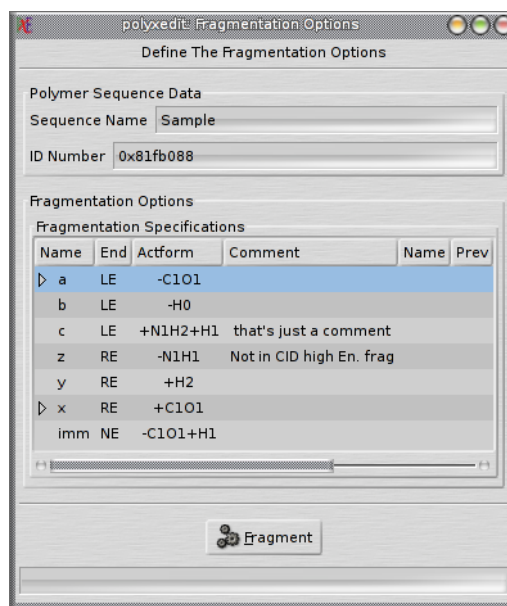 polyxedit: Fragmentation Options
Define The Fragmentation Options
Polymer Sequence Data
Sequence Name Sample
ID Number 0x81fb088
Fragmentation Options
Fragmentation Specifications
Name End Actform Comment Name Prev
a LE -C1O1
b LE -H0
c LE +N1H2+H1 that's just a comment
z RE -N1H1 Not in CID high En. frag
y RE +H2
x RE +C1O1
imm NE -C1O1+H1
Fragment